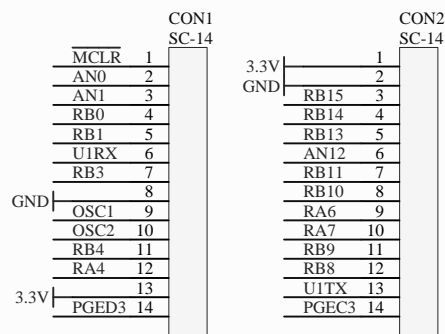 CON1
SC-14
MCLR 1
AN0 2
AN1 3
RB0 4
RB1 5
U1RX 6
RB3 7
GND 8
OSC1 9
OSC2 10
RB4 11
RA4 12
3.3V 13
PGED3 14
CON2
SC-14
3.3V 1
GND 2
RB15 3
RB14 4
RB13 5
AN12 6
RB11 7
RB10 8
RA6 9
RA7 10
RB9 11
RB8 12
U1TX 13
PGEC3 14